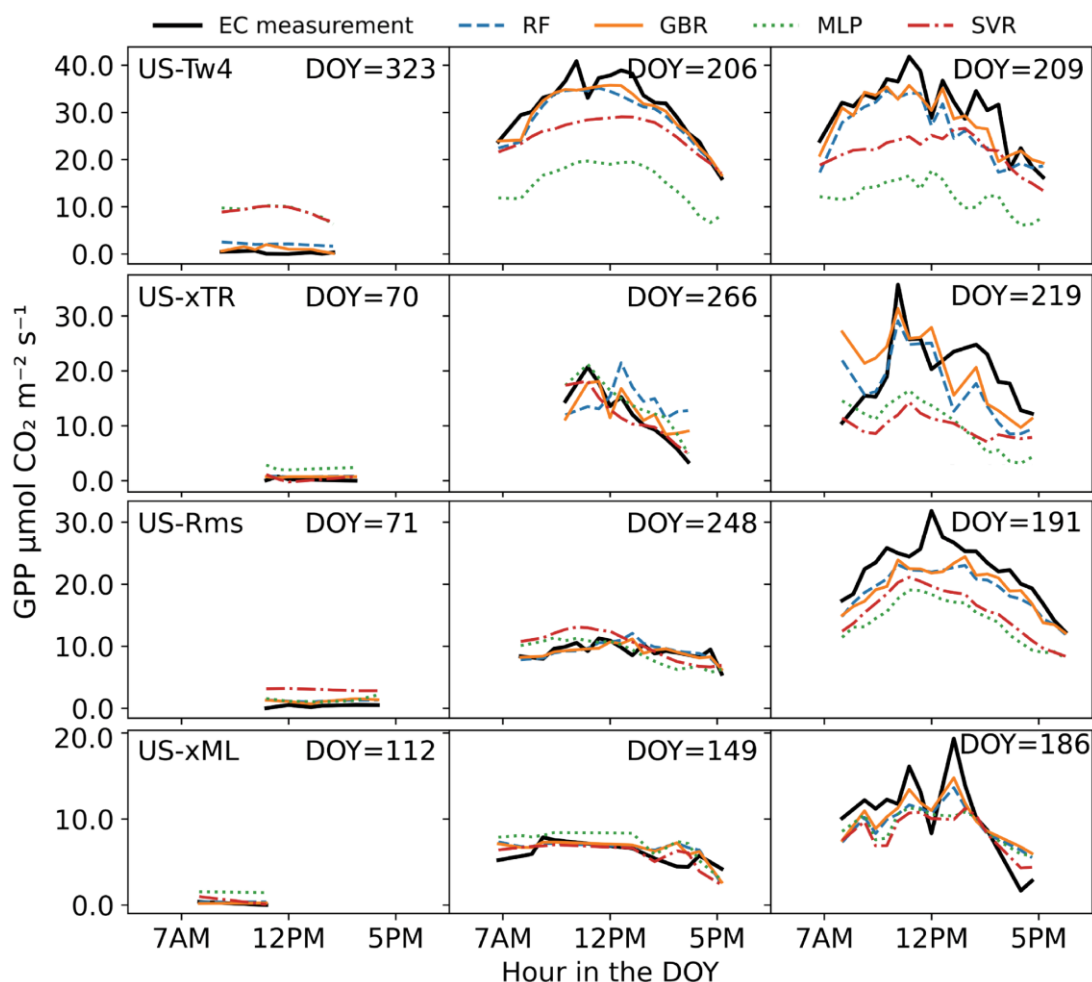 EC measurement RF GBR MLP SVR
GPP μmol CO₂ m⁻² s⁻¹
40.0
30.0
20.0
10.0
0.0
US-Tw4 DOY=323 DOY=206 DOY=209
30.0
20.0
10.0
0.0
US-xTR DOY=70 DOY=266 DOY=219
30.0
20.0
10.0
0.0
US-Rms DOY=71 DOY=248 DOY=191
20.0
10.0
0.0
US-xML DOY=112 DOY=149 DOY=186
7AM 12PM 5PM 7AM 12PM 5PM 7AM 12PM 5PM
Hour in the DOY